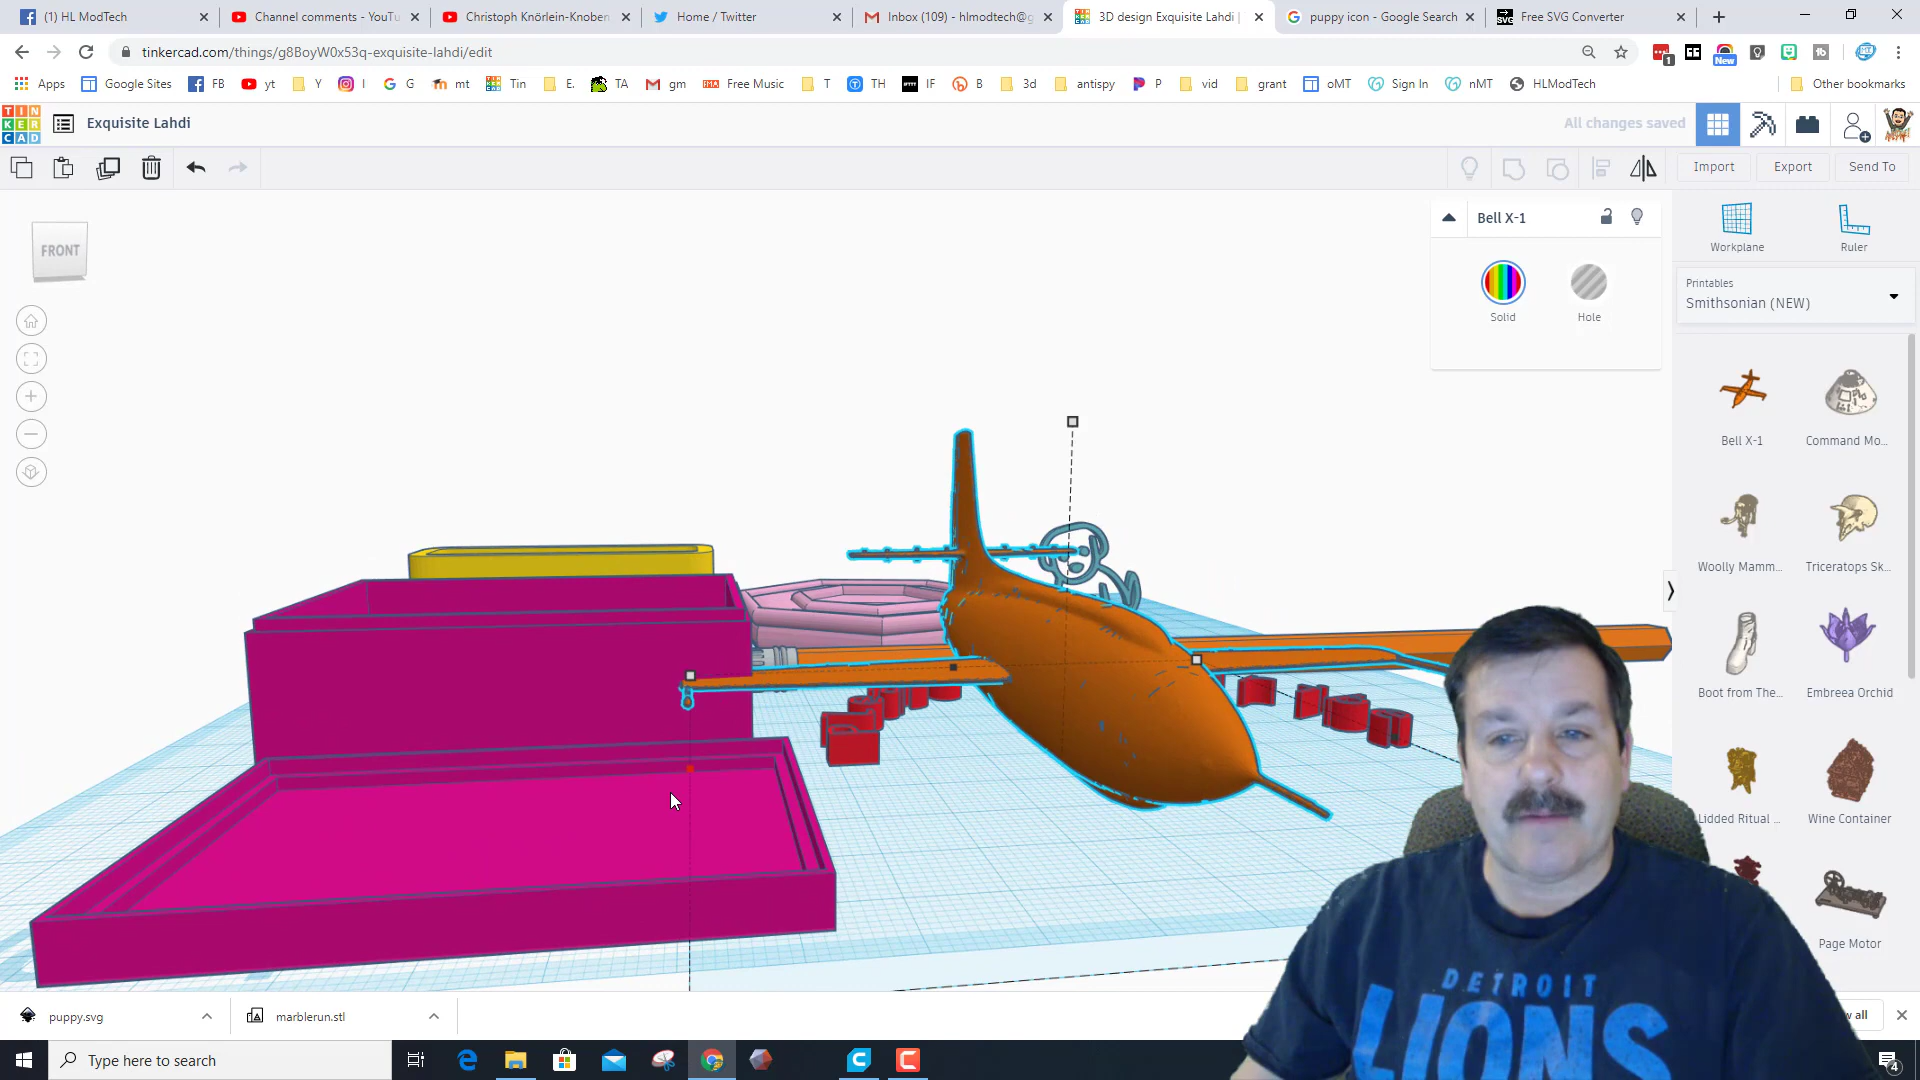 (1) HL ModTech
Channel comments - YouTu
Christoph Knörlein-Knoben
Home / Twitter
Inbox (109) - hlmodtech@g
3D design Exquisite Lahdi |
puppy icon - Google Search
Free SVG Converter
tinkercad.com/things/g8BoyW0x53q-exquisite-lahdi/edit
1
New
Apps
Google Sites
FB
yt
Y
I
G
mt
Tin
E.
TA
gm
Free Music
T
TH
IF
B
3d
antispy
P
vid
grant
oMT
Sign In
nMT
HLModTech
Other bookmarks
TIN
KER
CAD
Exquisite Lahdi
All changes saved
Import
Export
Send To
FRONT
Bell X-1
Solid
Hole
Workplane
Ruler
Printables
Smithsonian (NEW)
Bell X-1
Command Mo...
Woolly Mamm...
Triceratops Sk...
Boot from The...
Embreea Orchid
Lidded Ritual ...
Wine Container
Page Motor
DETROIT
LIONS
puppy.svg
marblerun.stl
Type here to search
4